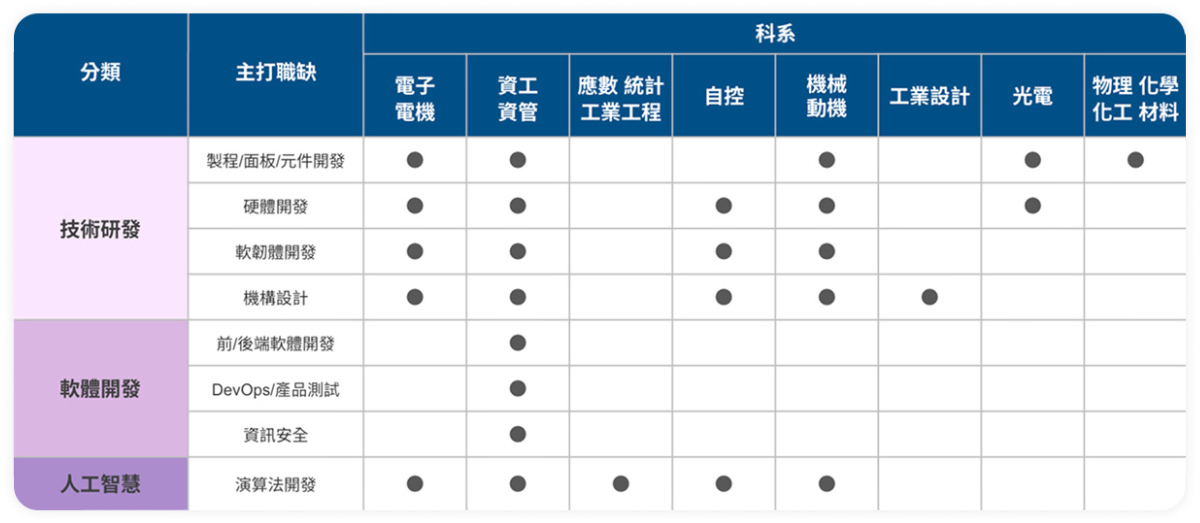 分類
主打職缺
科系
電子
電機
資工
資管
應數 統計
工業工程
自控
機械
動機
工業設計
光電
物理 化學
化工 材料
技術研發
製程/面板/元件開發
硬體開發
軟韌體開發
機構設計
軟體開發
前/後端軟體開發
DevOps/產品測試
資訊安全
人工智慧
演算法開發